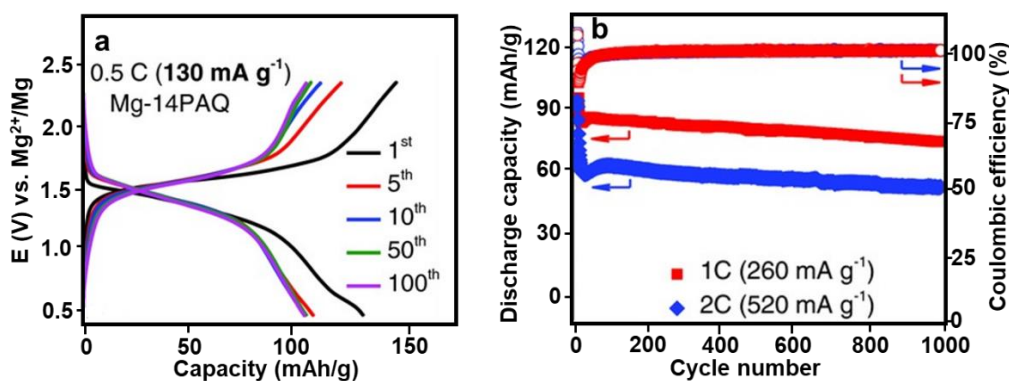 a
0.5 C (130 mA g⁻¹)
Mg-14PAQ
1st
5th
10th
50th
100th
E (V) vs. Mg²⁺/Mg
2.5
2.0
1.5
1.0
0.5
0
50
100
150
Capacity (mAh/g)
b
Discharge capacity (mAh/g)
120
90
60
30
0
1C (260 mA g⁻¹)
2C (520 mA g⁻¹)
0
200
400
600
800
1000
Cycle number
100
75
50
25
0
Coulombic efficiency (%)